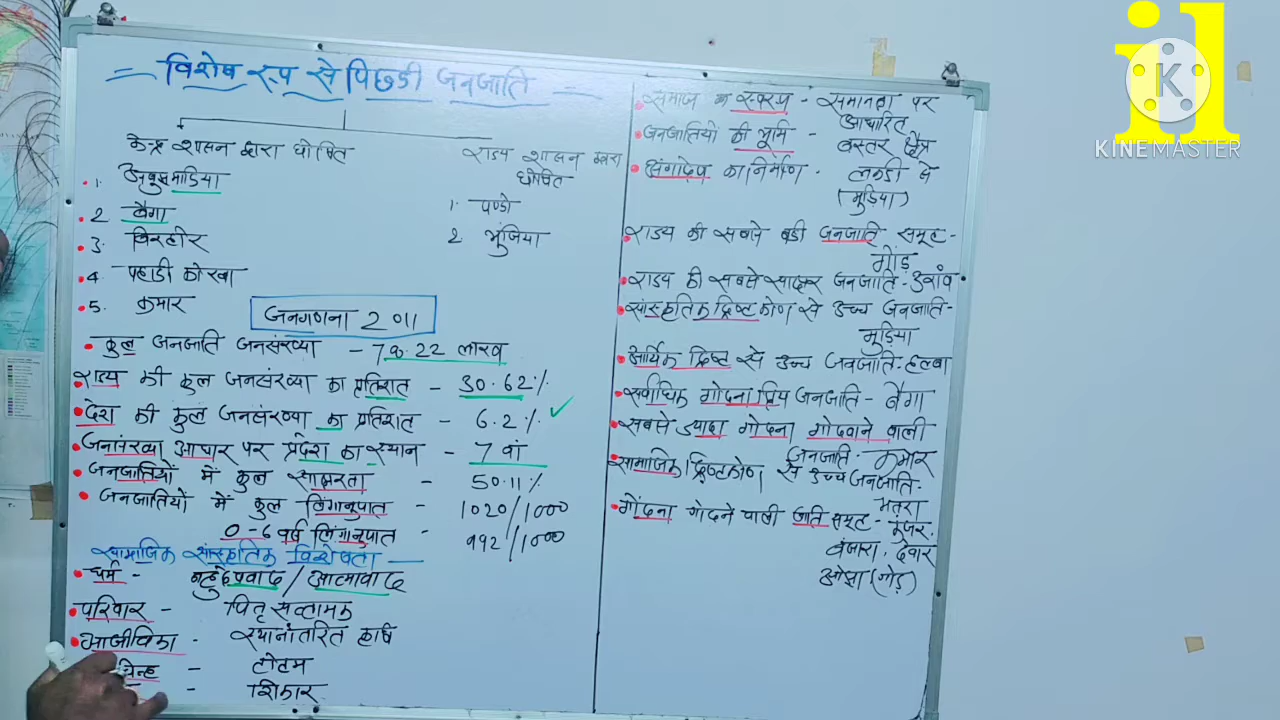 विशेष रूप से पिछडी जनजाति
केन्द्र शासन द्वारा घोषित
1. अबुझमाडिया
2 बैगा
3. बिरहोर
4. पहाडी कोरवा
5. कमार
राज्य शासन द्वारा
घोषित
1. पण्डो
2 भुंजिया
जनगणना 2011
कुल जनजाति जनसंख्या - 78.22 लाख
राज्य की कुल जनसंख्या का प्रतिशत - 30.62%
देश की कुल जनसंख्या का प्रतिशत - 6.2%
जनसंख्या आधार पर प्रदेश का स्थान - 7 वां
जनजातियों में कुल साक्षरता - 50.11%
जनजातियों में कुल लिंगानुपात - 1020/1000
0-6 वर्ष लिंगानुपात - 992/1000
सामाजिक सांस्कृतिक विशेषता
धर्म - बहुदेववाद/आत्मावाद
परिवार - पितृसत्तामक
आजीविका - स्थानांतरित कृषि
चिन्ह - टोटम
- शिकार
समाज का स्वरूप - समानता पर
आधारित
जनजातियों की भूमि - बस्तर क्षेत्र
अंगादेव का निर्माण - लकडी से
(मुडिया)
राज्य की सबसे बडी जनजाति समूह -
गोंड
राज्य की सबसे साक्षर जनजाति - उरांव
सांस्कृतिक द्रिष्टकोण से उच्च जनजाति -
मुडिया
आर्थिक द्रिष्ट से उच्च जनजाति - हल्बा
सर्वाधिक गोदना प्रिय जनजाति - बैगा
सबसे ज्यादा गोदना गोदवाने वाली
जनजाति - कमार
सामाजिक द्रिष्टकोण से उच्च जनजाति -
भतरा
गोंदना गोदने वाली जाति समूह - कंजर,
बंजारा, देवार
ओझा (गोड़)
il
K
KINEMASTER